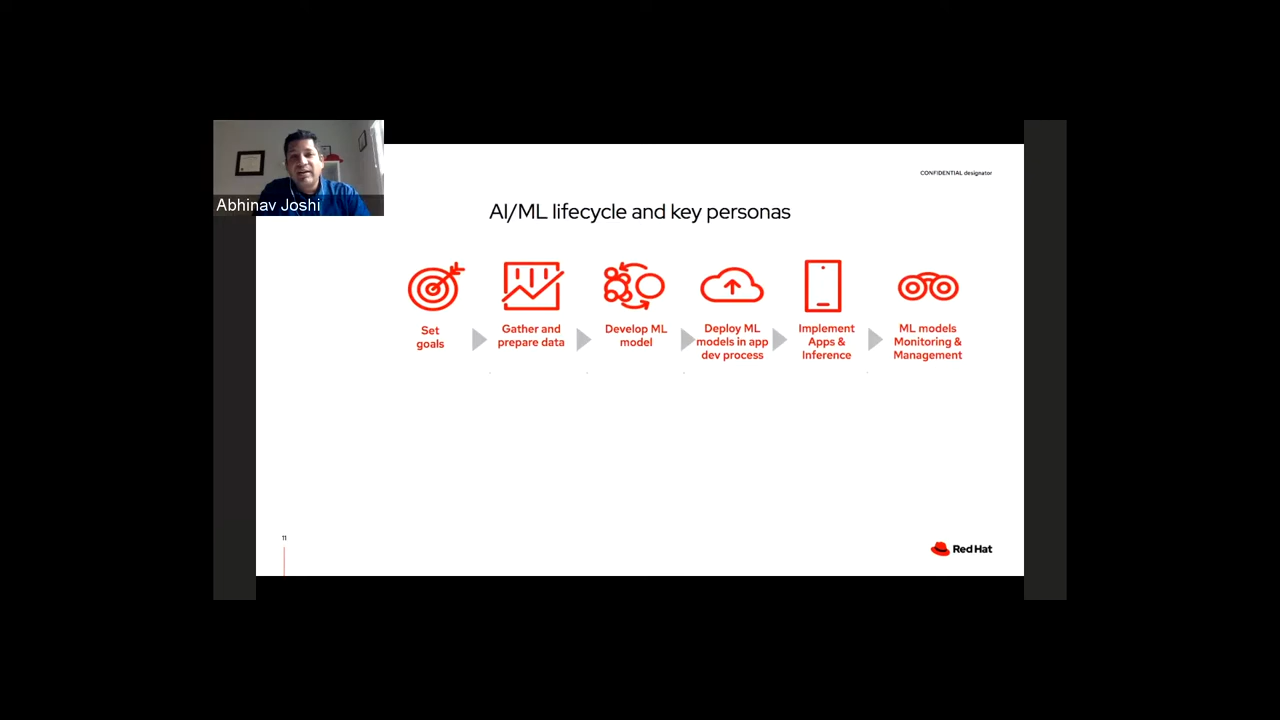 Abhinav Joshi
CONFIDENTIAL designator
AI/ML lifecycle and key personas
Set
goals
Gather and
prepare data
Develop ML
model
Deploy ML
models in app
dev process
Implement
Apps &
Inference
ML models
Monitoring &
Management
11
Red Hat